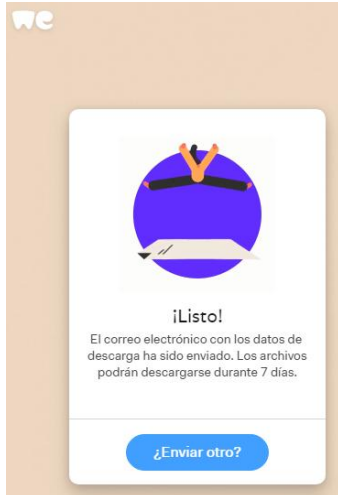 we
¡Listo!
El correo electrónico con los datos de
descarga ha sido enviado. Los archivos
podrán descargarse durante 7 días.
¿Enviar otro?